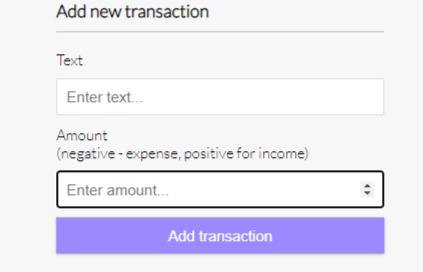 Add new transaction
Text
Enter text...
Amount
(negative - expense, positive for income)
Enter amount...
Add transaction